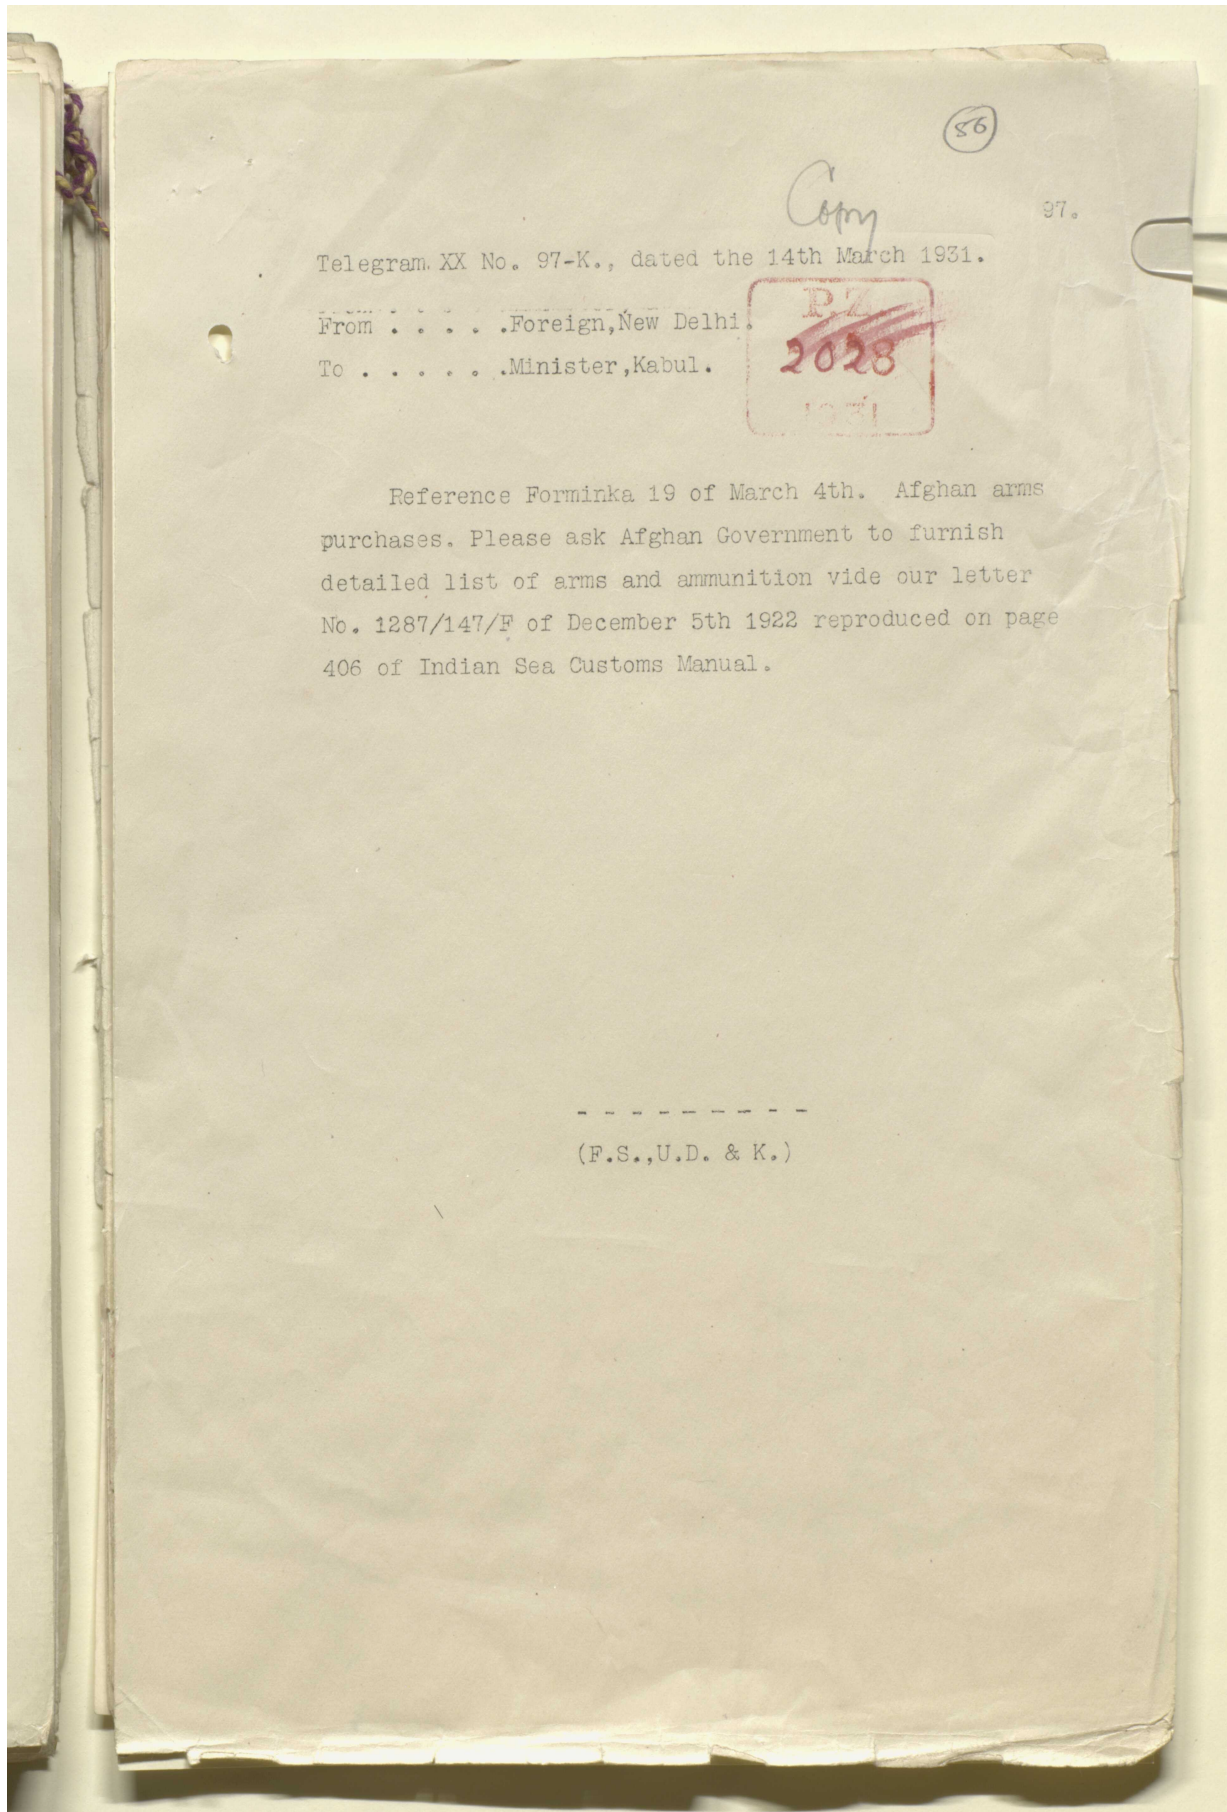 56
Copy
97.
Telegram. XX No. 97-K., dated the 14th March 1931.
P.Z.
2028
1931
From . . . . .Foreign,New Delhi.
To . . . . . .Minister,Kabul.
Reference Forminka 19 of March 4th. Afghan arms
purchases. Please ask Afghan Government to furnish
detailed list of arms and ammunition vide our letter
No. 1287/147/F of December 5th 1922 reproduced on page
406 of Indian Sea Customs Manual.
- - - - - - - - -
(F.S.,U.D. & K.)